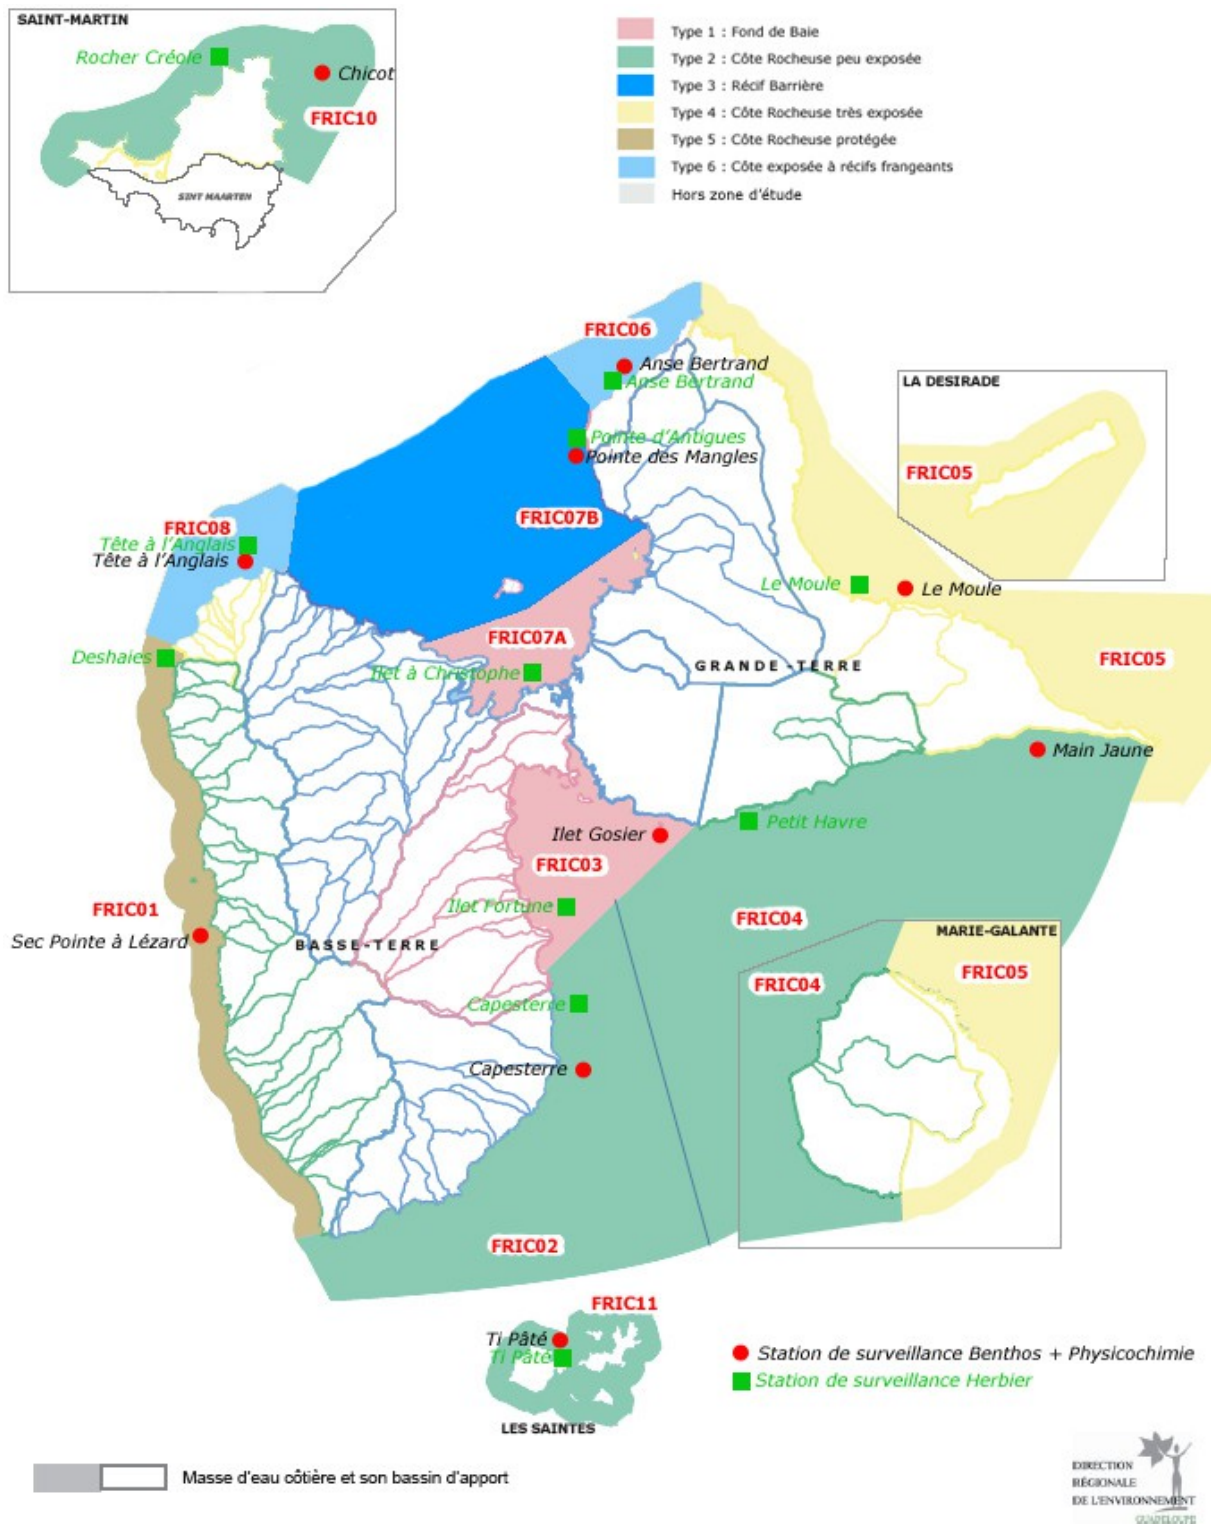 SAINT-MARTIN
Rocher Créole
Chicot
FRIC10
SINT MAARTEN
Type 1 : Fond de Baie
Type 2 : Côte Rocheuse peu exposée
Type 3 : Récif Barrière
Type 4 : Côte Rocheuse très exposée
Type 5 : Côte Rocheuse protégée
Type 6 : Côte exposée à récifs frangeants
Hors zone d'étude
FRIC06
Anse Bertrand
Anse Bertrand
LA DESIRADE
FRIC05
Pointe d'Antigues
Pointe des Mangles
FRIC07B
FRIC08
Tête à l'Anglais
Tête à l'Anglais
Le Moule
Le Moule
FRIC07A
Deshaies
Ilet à Christophe
GRANDE-TERRE
FRIC05
Main Jaune
Petit Havre
Ilet Gosier
FRIC03
Ilot Fortune
FRIC01
Sec Pointe à Lézard
BASSE-TERRE
FRIC04
MARIE-GALANTE
FRIC05
FRIC04
Capesterre
Capesterre
FRIC02
FRIC11
Ti Pâté
Ti Pâté
LES SAINTES
Station de surveillance Benthos + Physicochimie
Station de surveillance Herbier
Masse d'eau côtière et son bassin d'apport
DIRECTION
RÉGIONALE
DE L'ENVIRONNEMENT
GUADELOUPE